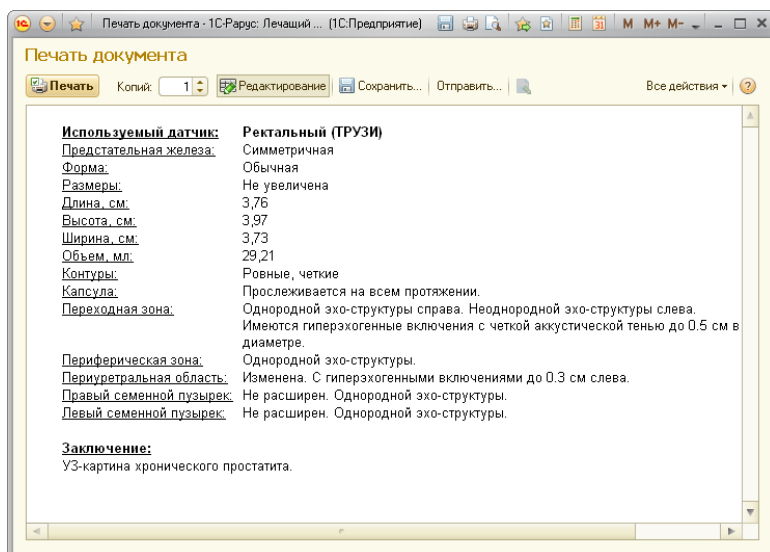 Печать документа - 1С-Рарус: Лечащий ... (1С:Предприятие) M M+ M-
Печать документа
Печать Копий: 1 Редактирование Сохранить... Отправить... Все действия
Используемый датчик: Ректальный (ТРУЗИ)
Предстательная железа: Симметричная
Форма: Обычная
Размеры: Не увеличена
Длина, см: 3,76
Высота, см: 3,97
Ширина, см: 3,73
Объем, мл: 29,21
Контуры: Ровные, четкие
Капсула: Прослеживается на всем протяжении.
Переходная зона: Однородной эхо-структуры справа. Неоднородной эхо-структуры слева.
Имеются гиперэхогенные включения с четкой аккустической тенью до 0.5 см в
диаметре.
Периферическая зона: Однородной эхо-структуры.
Периуретральная область: Изменена. С гиперэхогенными включениями до 0.3 см слева.
Правый семенной пузырек: Не расширен. Однородной эхо-структуры.
Левый семенной пузырек: Не расширен. Однородной эхо-структуры.
Заключение:
УЗ-картина хронического простатита.